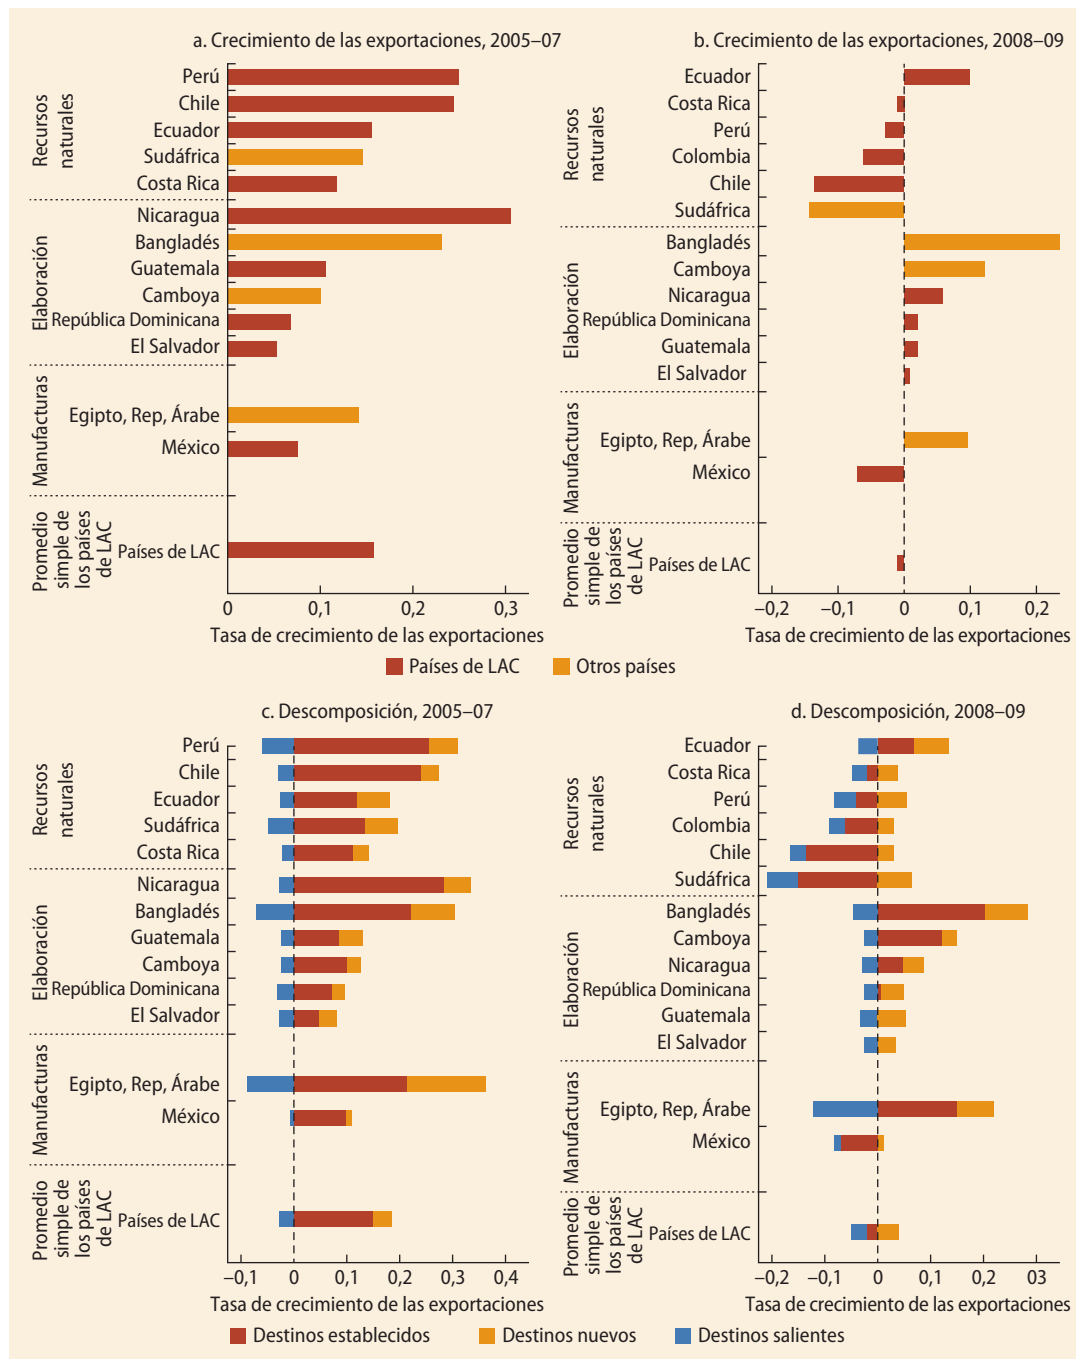 a. Crecimiento de las exportaciones, 2005–07
Recursos
naturales
Perú
Chile
Ecuador
Sudáfrica
Costa Rica
Elaboración
Nicaragua
Bangladés
Guatemala
Camboya
República Dominicana
El Salvador
Manufacturas
Egipto, Rep, Árabe
México
Promedio
simple de
los países
de LAC
Países de LAC
0 0,1 0,2 0,3
Tasa de crecimiento de las exportaciones
b. Crecimiento de las exportaciones, 2008–09
Recursos
naturales
Ecuador
Costa Rica
Perú
Colombia
Chile
Sudáfrica
Elaboración
Bangladés
Camboya
Nicaragua
República Dominicana
Guatemala
El Salvador
Manufacturas
Egipto, Rep, Árabe
México
Promedio
simple de
los países
de LAC
Países de LAC
–0,2 –0,1 0 0,1 0,2
Tasa de crecimiento de las exportaciones
Países de LAC Otros países
c. Descomposición, 2005–07
Recursos
naturales
Perú
Chile
Ecuador
Sudáfrica
Costa Rica
Elaboración
Nicaragua
Bangladés
Guatemala
Camboya
República Dominicana
El Salvador
Manufacturas
Egipto, Rep, Árabe
México
Promedio
simple de
los países
de LAC
Países de LAC
–0,1 0 0,1 0,2 0,3 0,4
Tasa de crecimiento de las exportaciones
d. Descomposición, 2008–09
Recursos
naturales
Ecuador
Costa Rica
Perú
Colombia
Chile
Sudáfrica
Elaboración
Bangladés
Camboya
Nicaragua
República Dominicana
Guatemala
El Salvador
Manufacturas
Egipto, Rep, Árabe
México
Promedio
simple de
los países
de LAC
Países de LAC
–0,2 –0,1 0 0,1 0,2 03
Tasa de crecimiento de las exportaciones
Destinos establecidos Destinos nuevos Destinos salientes